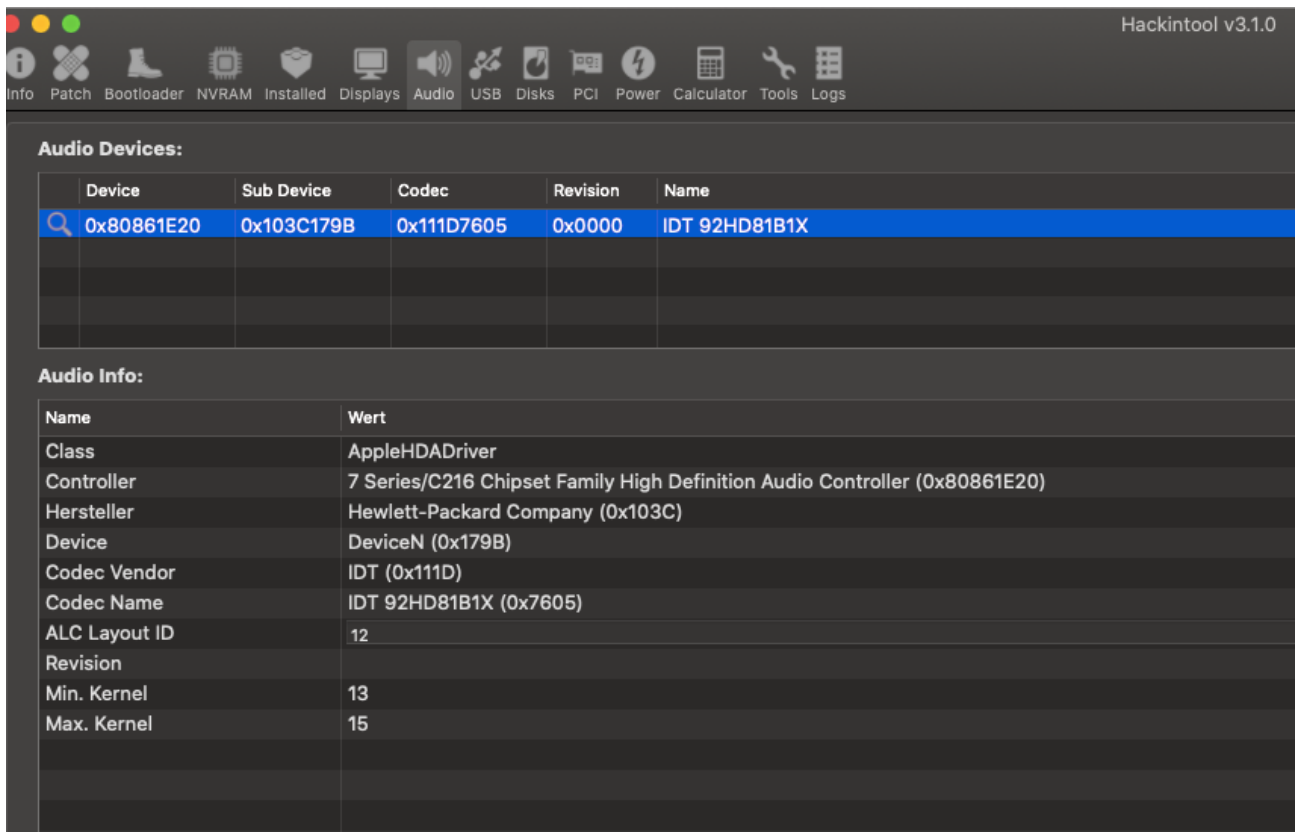 Hackintool v3.1.0
Info Patch Bootloader NVRAM Installed Displays Audio USB Disks PCI Power Calculator Tools Logs
Audio Devices:
Device Sub Device Codec Revision Name
0x80861E20 0x103C179B 0x111D7605 0x0000 IDT 92HD81B1X
Audio Info:
Name Wert
Class AppleHDADriver
Controller 7 Series/C216 Chipset Family High Definition Audio Controller (0x80861E20)
Hersteller Hewlett-Packard Company (0x103C)
Device DeviceN (0x179B)
Codec Vendor IDT (0x111D)
Codec Name IDT 92HD81B1X (0x7605)
ALC Layout ID 12
Revision
Min. Kernel 13
Max. Kernel 15